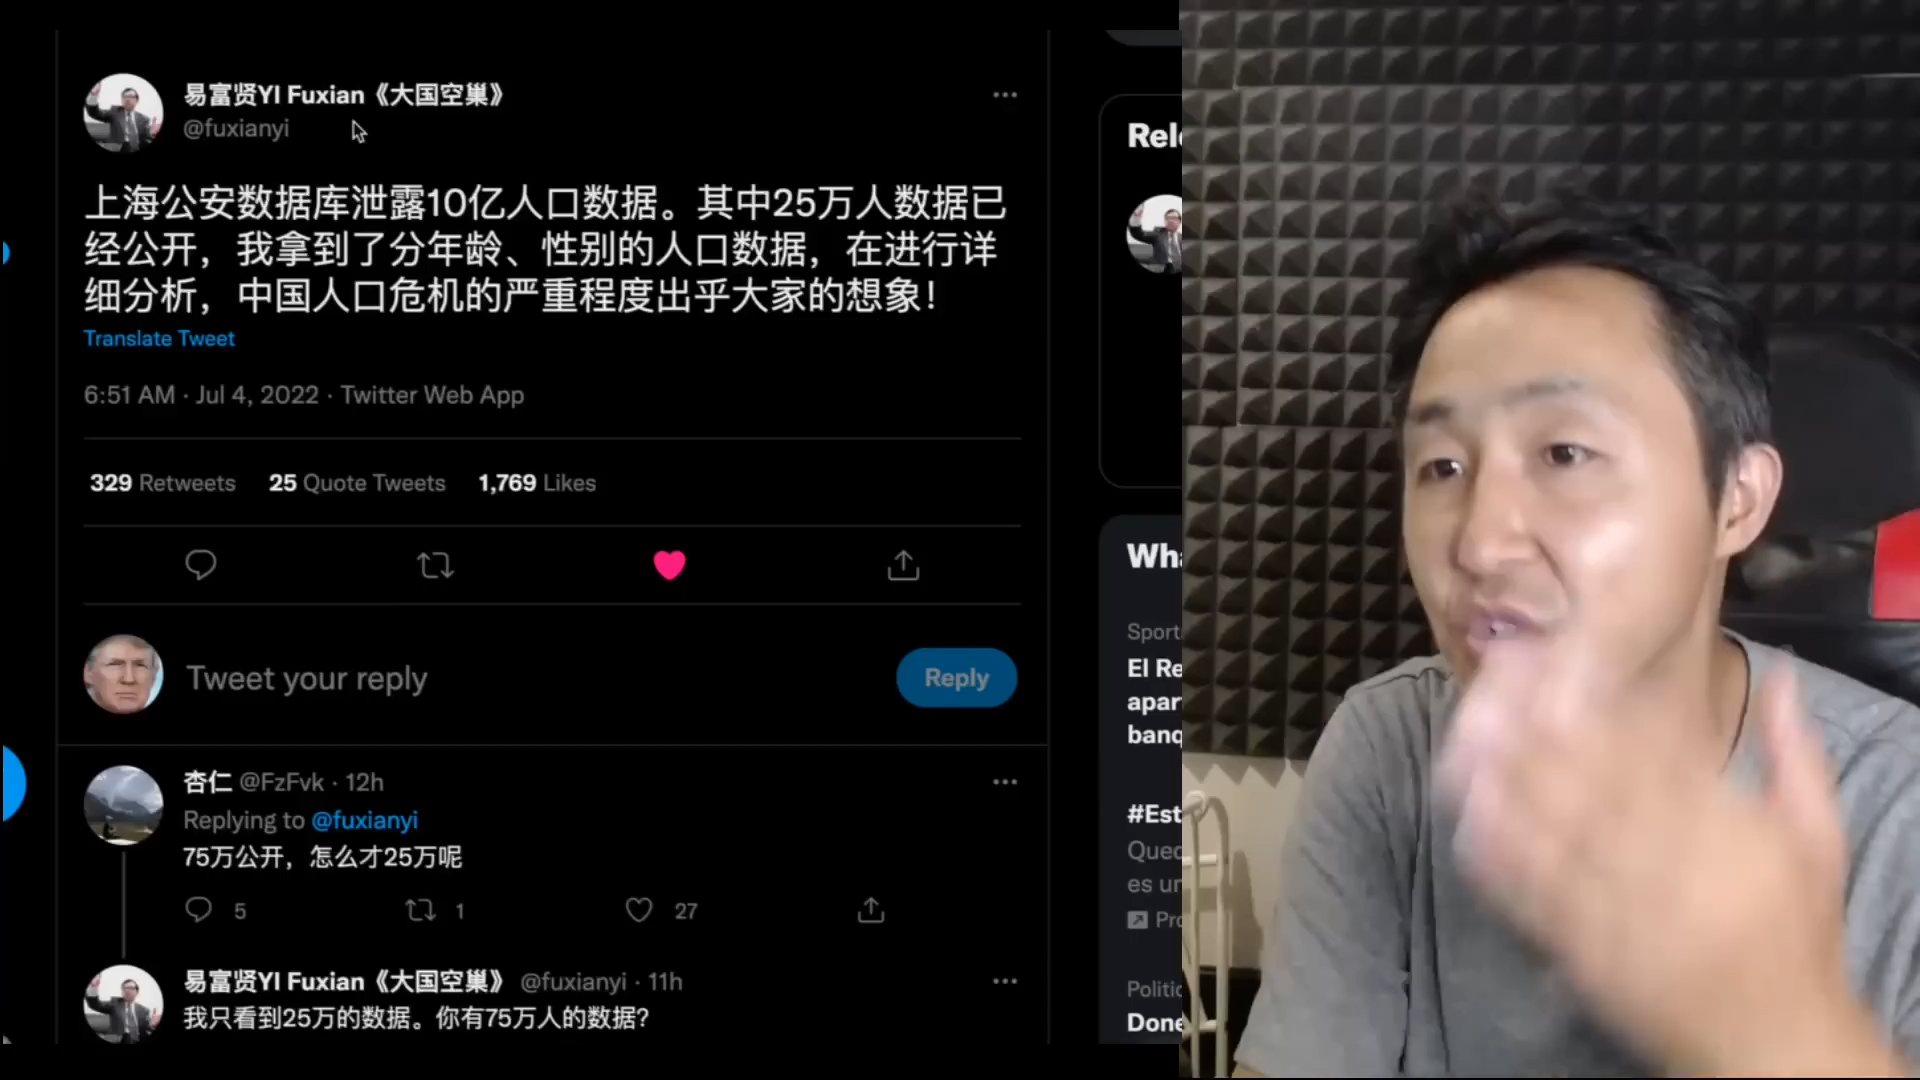 易富贤YI Fuxian《大国空巢》
@fuxianyi
上海公安数据库泄露10亿人口数据。其中25万人数据已
经公开，我拿到了分年龄、性别的人口数据，在进行详
细分析，中国人口危机的严重程度出乎大家的想象！
Translate Tweet
6:51 AM · Jul 4, 2022 · Twitter Web App
329 Retweets 25 Quote Tweets 1,769 Likes
Tweet your reply
Reply
杏仁 @FzFvk · 12h
Replying to @fuxianyi
75万公开，怎么才25万呢
5 1 27
易富贤YI Fuxian《大国空巢》 @fuxianyi · 11h
我只看到25万的数据。你有75万人的数据?
Rel
Wha
Sport
El Re
apar
banq
#Est
Quec
es un
Pro
Politic
Done